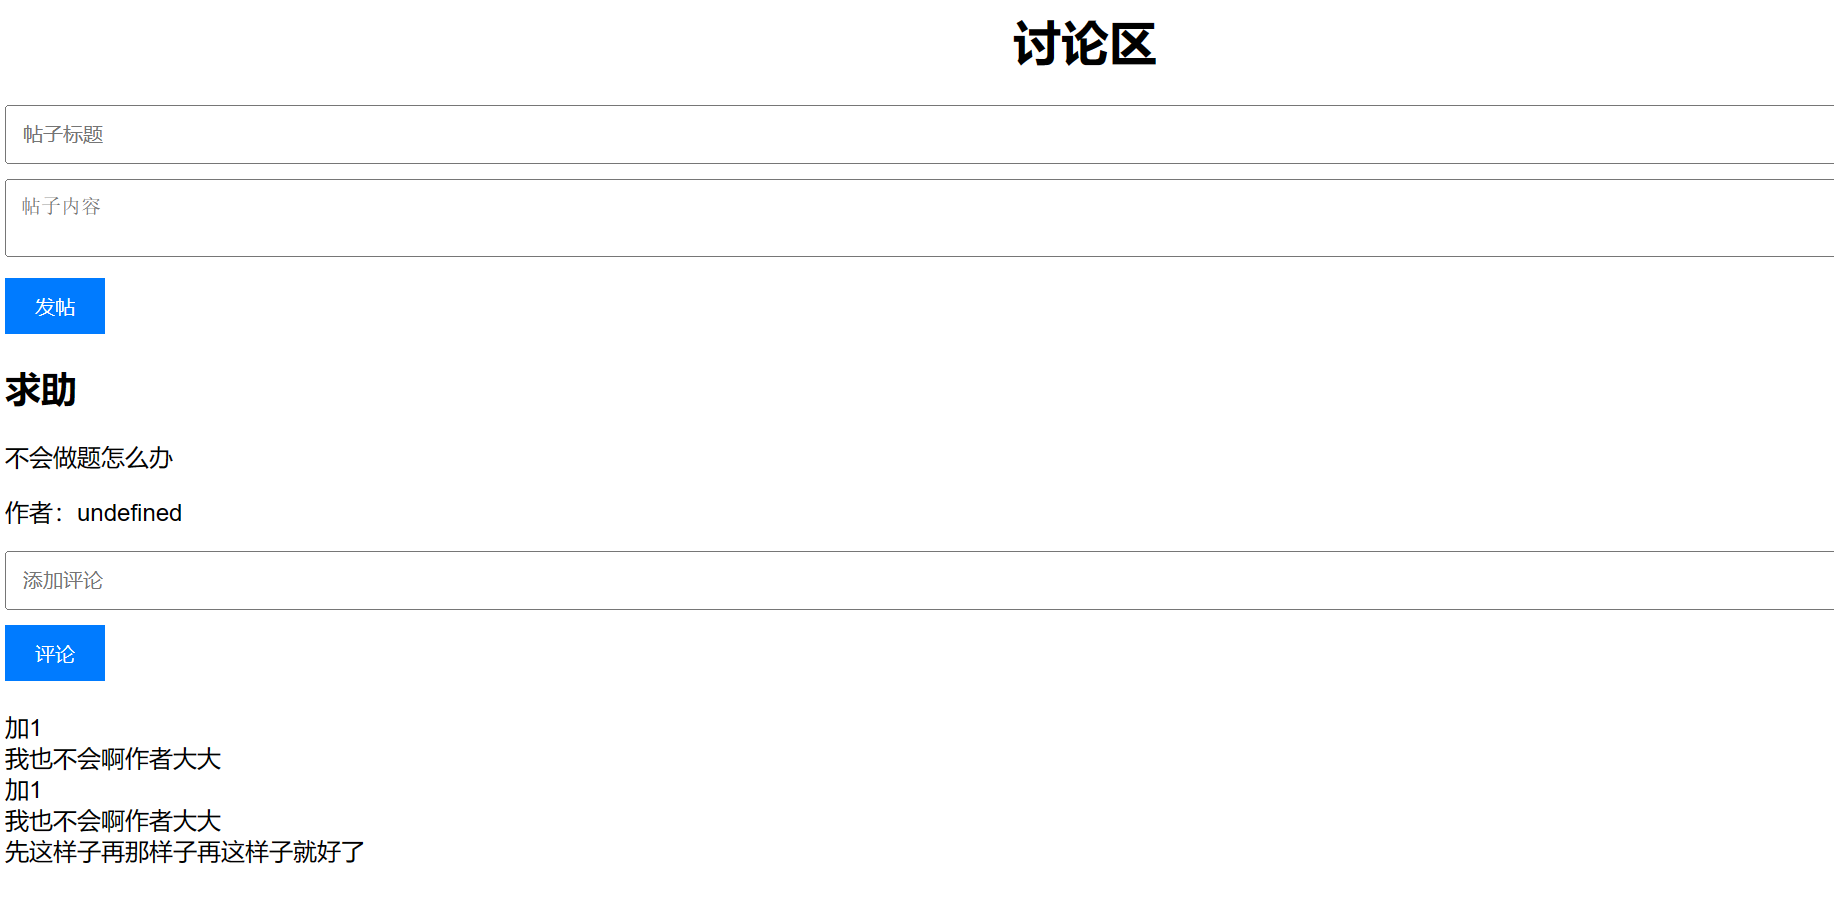 讨论区
帖子标题
帖子内容
发帖
求助
不会做题怎么办
作者：undefined
添加评论
评论
加1
我也不会啊作者大大
加1
我也不会啊作者大大
先这样子再那样子再这样子就好了